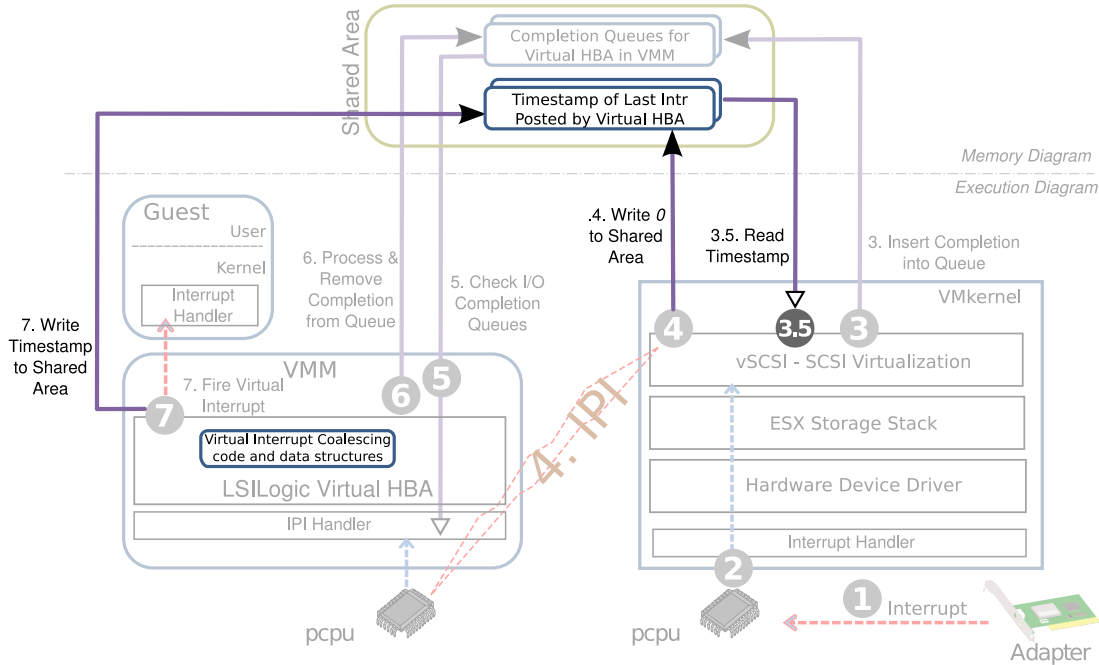 Shared Area
Completion Queues for
Virtual HBA in VMM
Timestamp of Last Intr
Posted by Virtual HBA
Memory Diagram
Execution Diagram
Guest
User
Kernel
Interrupt
Handler
6. Process &
Remove
Completion
from Queue
5. Check I/O
Completion
Queues
.4. Write 0
to Shared
Area
3.5. Read
Timestamp
3. Insert Completion
into Queue
7. Write
Timestamp
to Shared
Area
VMM
7. Fire Virtual
Interrupt
7
6
5
Virtual Interrupt Coalescing
code and data structures
LSILogic Virtual HBA
IPI Handler
4. IPI
VMkernel
4
3.5
3
vSCSI - SCSI Virtualization
ESX Storage Stack
Hardware Device Driver
Interrupt Handler
2
pcpu
pcpu
1
Interrupt
Adapter